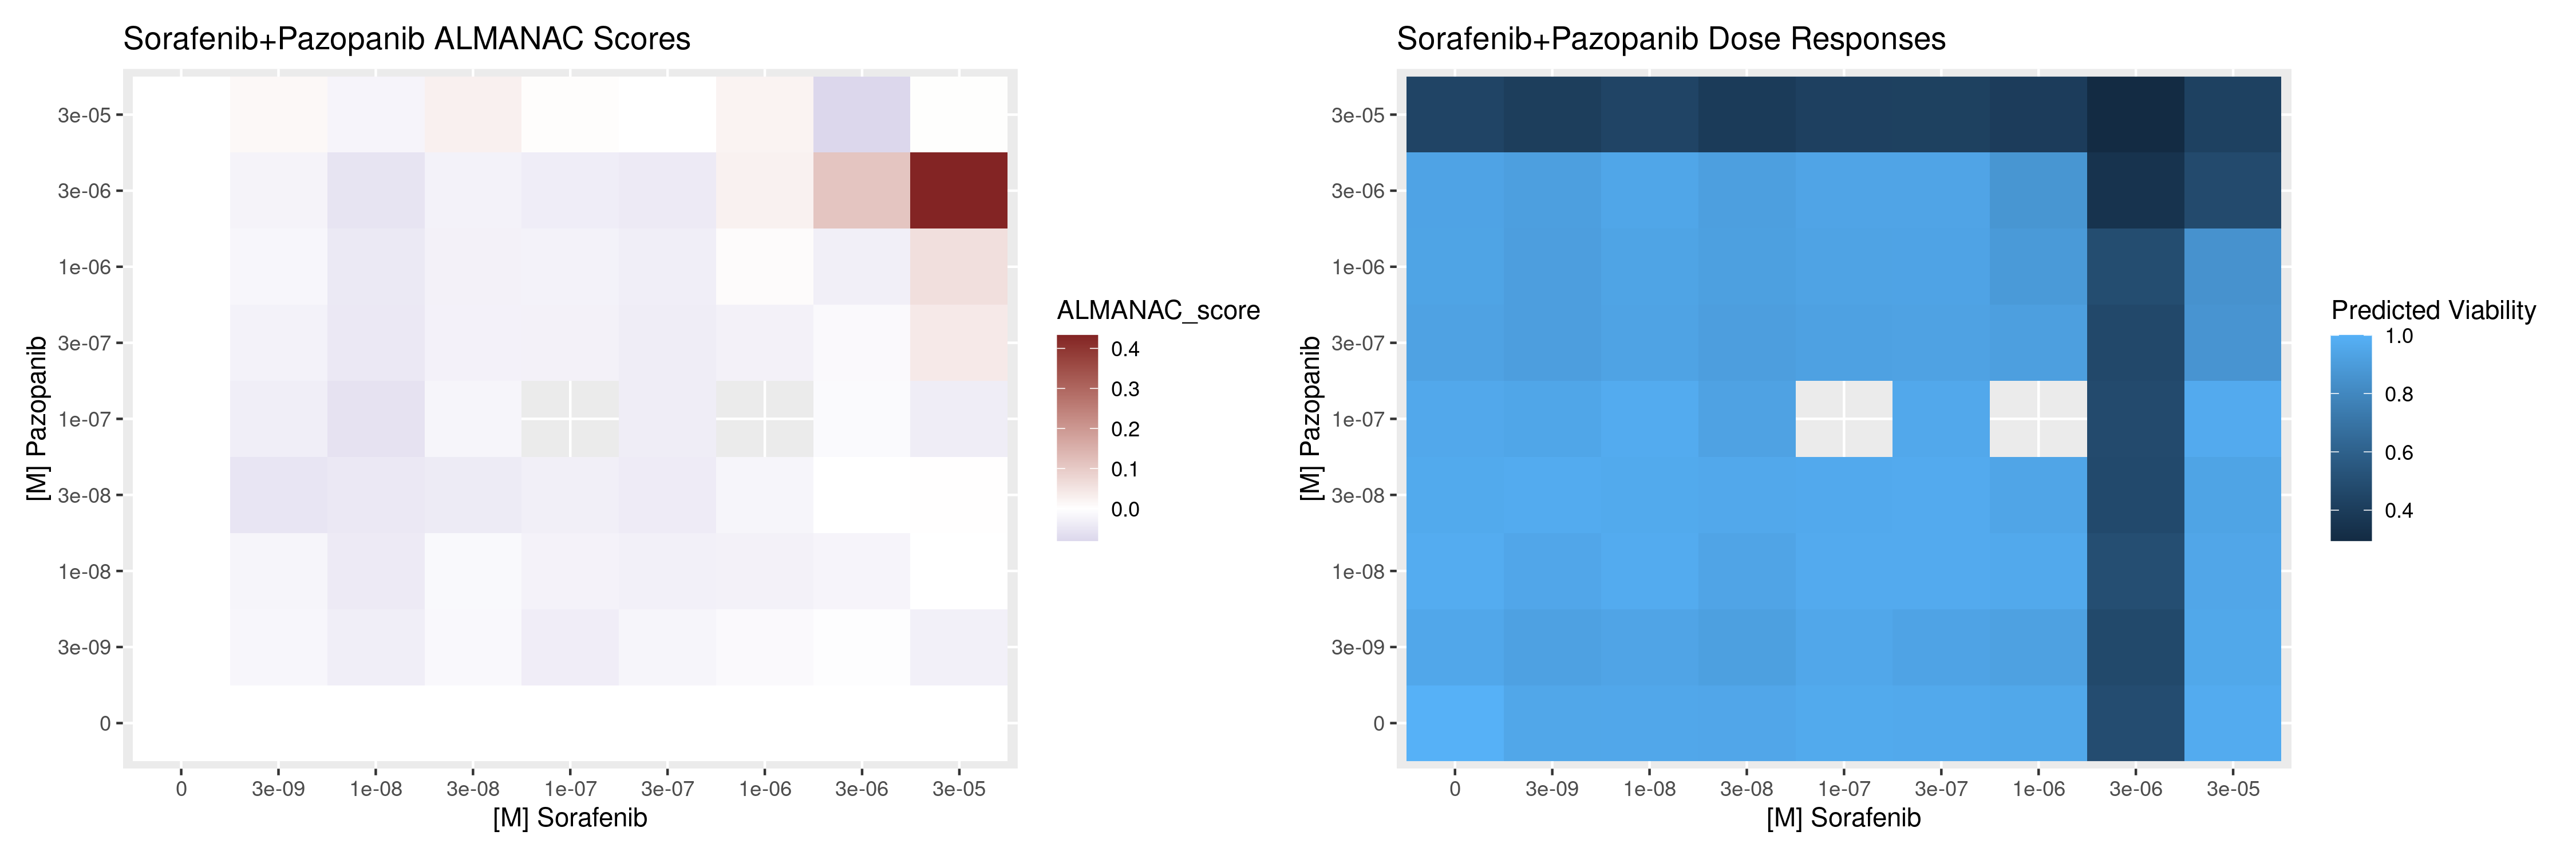 Sorafenib+Pazopanib ALMANAC Scores
3e-05
3e-06
1e-06
3e-07
1e-07
3e-08
1e-08
3e-09
0
[M] Pazopanib
0 3e-09 1e-08 3e-08 1e-07 3e-07 1e-06 3e-06 3e-05
[M] Sorafenib
ALMANAC_score
0.4
0.3
0.2
0.1
0.0
Sorafenib+Pazopanib Dose Responses
3e-05
3e-06
1e-06
3e-07
1e-07
3e-08
1e-08
3e-09
0
[M] Pazopanib
0 3e-09 1e-08 3e-08 1e-07 3e-07 1e-06 3e-06 3e-05
[M] Sorafenib
Predicted Viability
1.0
0.8
0.6
0.4